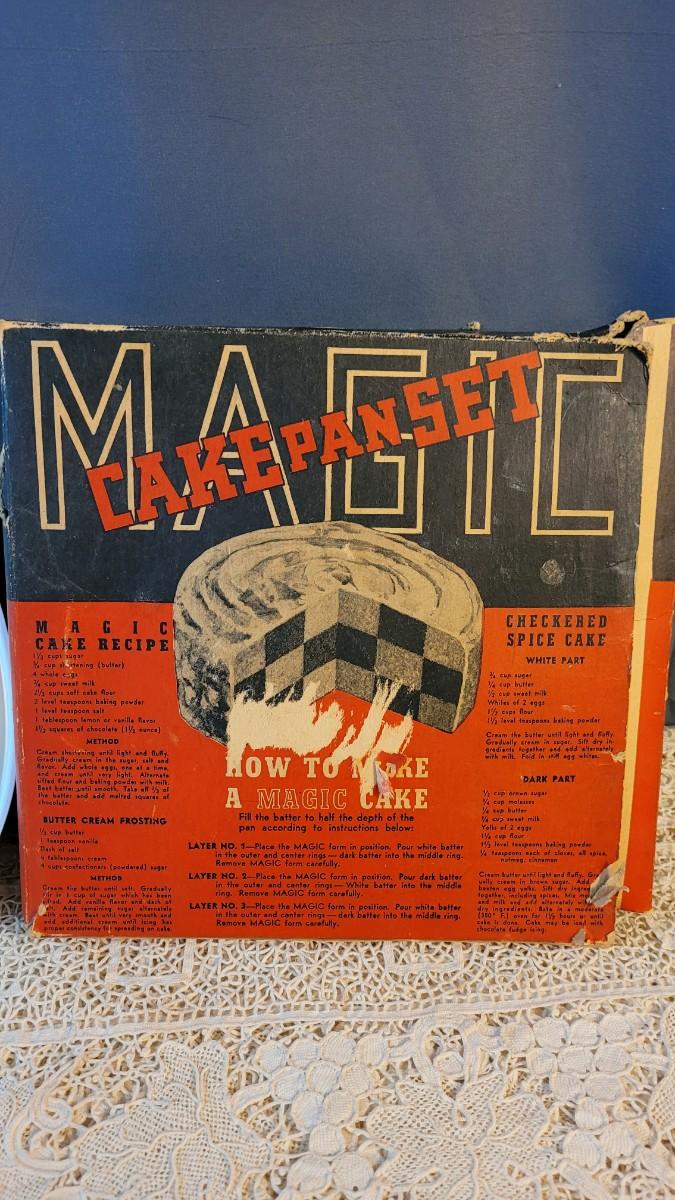 MAGIC
CAKE PAN SET
MAGIC
CAKE RECIPE
1½ cups sugar
¾ cup shortening (butter)
4 whole eggs
¾ cup sweet milk
2½ cups soft cake flour
2 level teaspoons baking powder
1 level teaspoon salt
1 tablespoon lemon or vanilla flavor
1½ squares of chocolate (1½ ounce)
METHOD
Cream shortening until light and fluffy.
Gradually cream in the sugar, salt and
flavor. Add whole eggs, one at a time,
and cream until very light. Alternate
sifted flour and baking powder with milk.
Beat batter until smooth. Take off ½ of
the batter and add melted squares of
chocolate.
BUTTER CREAM FROSTING
⅓ cup butter
1 teaspoon vanilla
Dash of salt
4 tablespoons cream
4 cups confectioners (powdered) sugar
METHOD
Cream the butter until soft. Gradually
stir in ½ cup of sugar which has been
sifted. Add vanilla flavor and dash of
salt. Add remaining sugar alternately
with cream. Beat until very smooth and
add additional cream until icing has
proper consistency for spreading on cake.
HOW TO MAKE
A MAGIC CAKE
Fill the batter to half the depth of the
pan according to instructions below:
LAYER NO. 1—Place the MAGIC form in position. Pour white batter
in the outer and center rings — dark batter into the middle ring.
Remove MAGIC form carefully.
LAYER NO. 2—Place the MAGIC form in position. Pour dark batter
in the outer and center rings — White batter into the middle
ring. Remove MAGIC form carefully.
LAYER NO. 3—Place the MAGIC form in position. Pour white batter
in the outer and center rings — dark batter into the middle ring.
Remove MAGIC form carefully.
CHECKERED
SPICE CAKE
WHITE PART
¾ cup sugar
¼ cup butter
½ cup sweet milk
Whites of 2 eggs
1½ cups flour
1½ level teaspoons baking powder
Cream the butter until light and fluffy.
Gradually cream in sugar. Sift dry in-
gredients together and add alternately
with milk. Fold in stiff egg whites.
DARK PART
½ cup brown sugar
¼ cup molasses
¼ cup butter
¼ cup sweet milk
Yolks of 2 eggs
1½ cup flour
1½ level teaspoons baking powder
¼ teaspoons each of cloves, all spice,
nutmeg, cinnamon
Cream butter until light and fluffy.
cream in brown sugar. Add
beaten egg yolks. Sift dry
together, including spices. Mix
milk and add alternately
dry ingredients. Bake in a moderate
(350° F.) oven for 1½ hours or until
cake is done. Cake may be iced with
chocolate fudge icing.